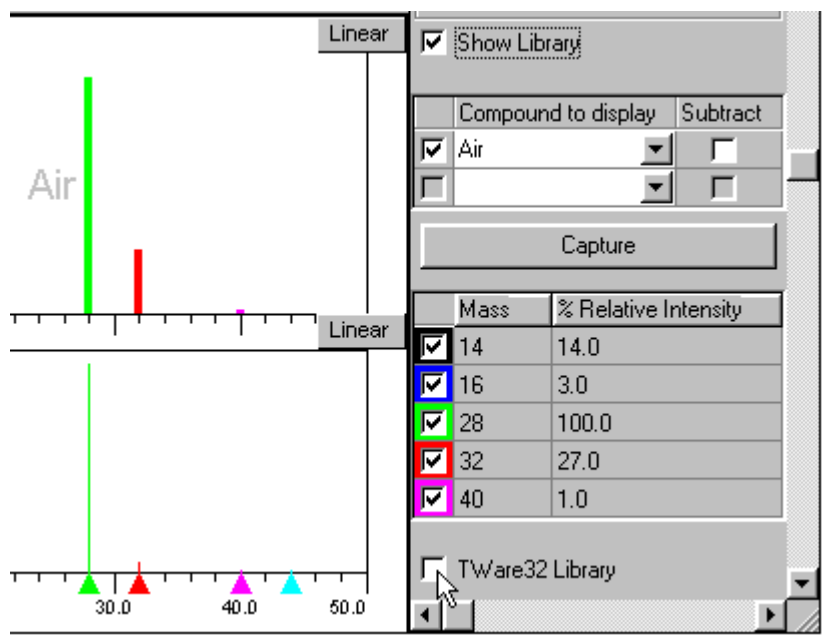 Linear
Show Library
Compound to display Subtract
Air
Air
Capture
Linear
Mass % Relative Intensity
14 14.0
16 3.0
28 100.0
32 27.0
40 1.0
TWare32 Library
30.0 40.0 50.0